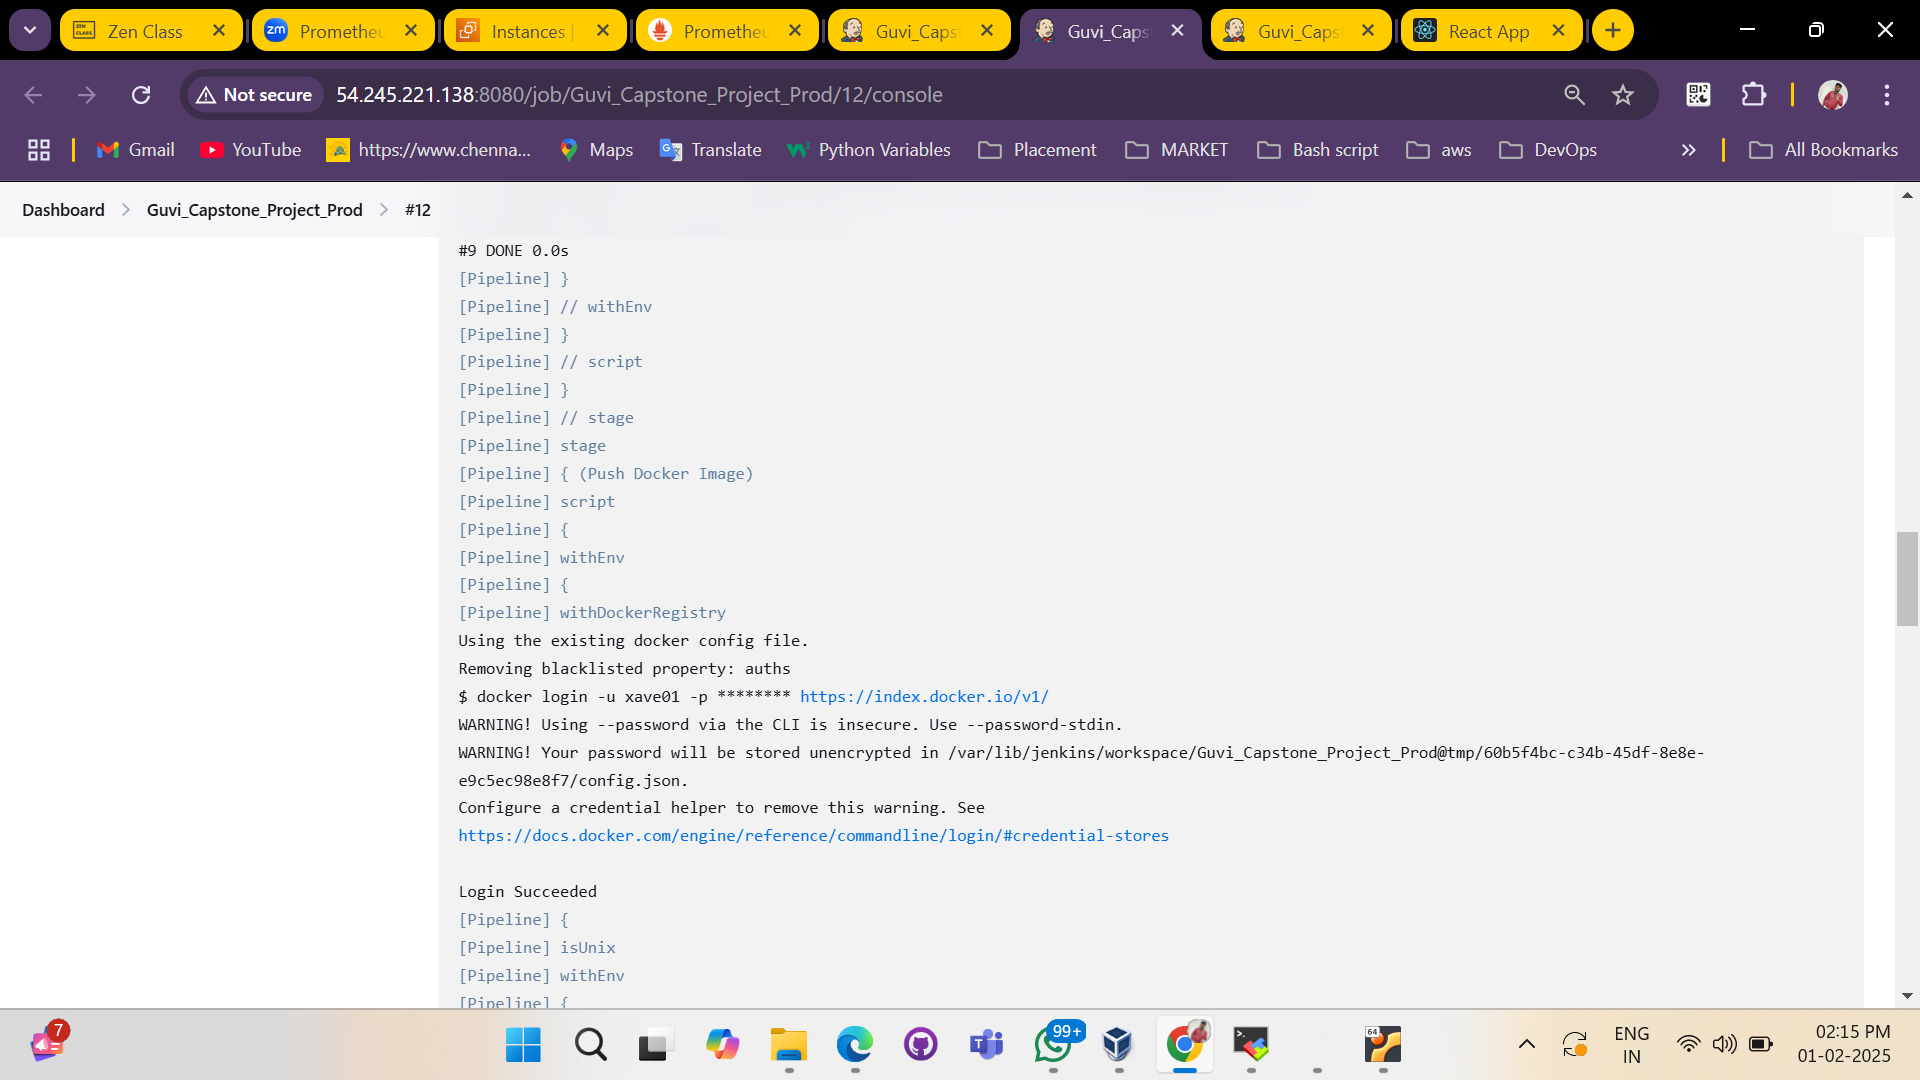 Zen Class
Prometheu
Instances |
Prometheu
Guvi_Capst
Guvi_Caps
Guvi_Caps
React App
Not secure
54.245.221.138:8080/job/Guvi_Capstone_Project_Prod/12/console
Gmail
YouTube
https://www.chenna...
Maps
Translate
Python Variables
Placement
MARKET
Bash script
aws
DevOps
All Bookmarks
Dashboard
Guvi_Capstone_Project_Prod
#12
#9 DONE 0.0s
[Pipeline] }
[Pipeline] // withEnv
[Pipeline] }
[Pipeline] // script
[Pipeline] }
[Pipeline] // stage
[Pipeline] stage
[Pipeline] { (Push Docker Image)
[Pipeline] script
[Pipeline] {
[Pipeline] withEnv
[Pipeline] {
[Pipeline] withDockerRegistry
Using the existing docker config file.
Removing blacklisted property: auths
$ docker login -u xave01 -p ******** https://index.docker.io/v1/
WARNING! Using --password via the CLI is insecure. Use --password-stdin.
WARNING! Your password will be stored unencrypted in /var/lib/jenkins/workspace/Guvi_Capstone_Project_Prod@tmp/60b5f4bc-c34b-45df-8e8e-
e9c5ec98e8f7/config.json.
Configure a credential helper to remove this warning. See
https://docs.docker.com/engine/reference/commandline/login/#credential-stores
Login Succeeded
[Pipeline] {
[Pipeline] isUnix
[Pipeline] withEnv
[Pipeline] {
7
99+
64
ENG
IN
02:15 PM
01-02-2025